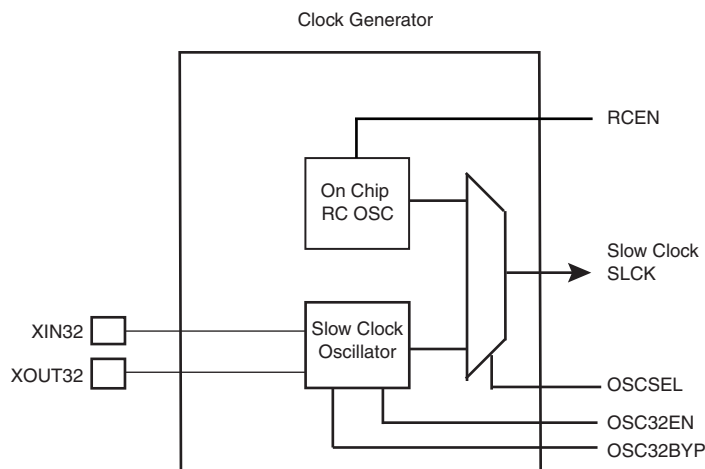 Clock Generator
RCEN
On Chip
RC OSC
Slow Clock
SLCK
XIN32
Slow Clock
Oscillator
XOUT32
OSCSEL
OSC32EN
OSC32BYP